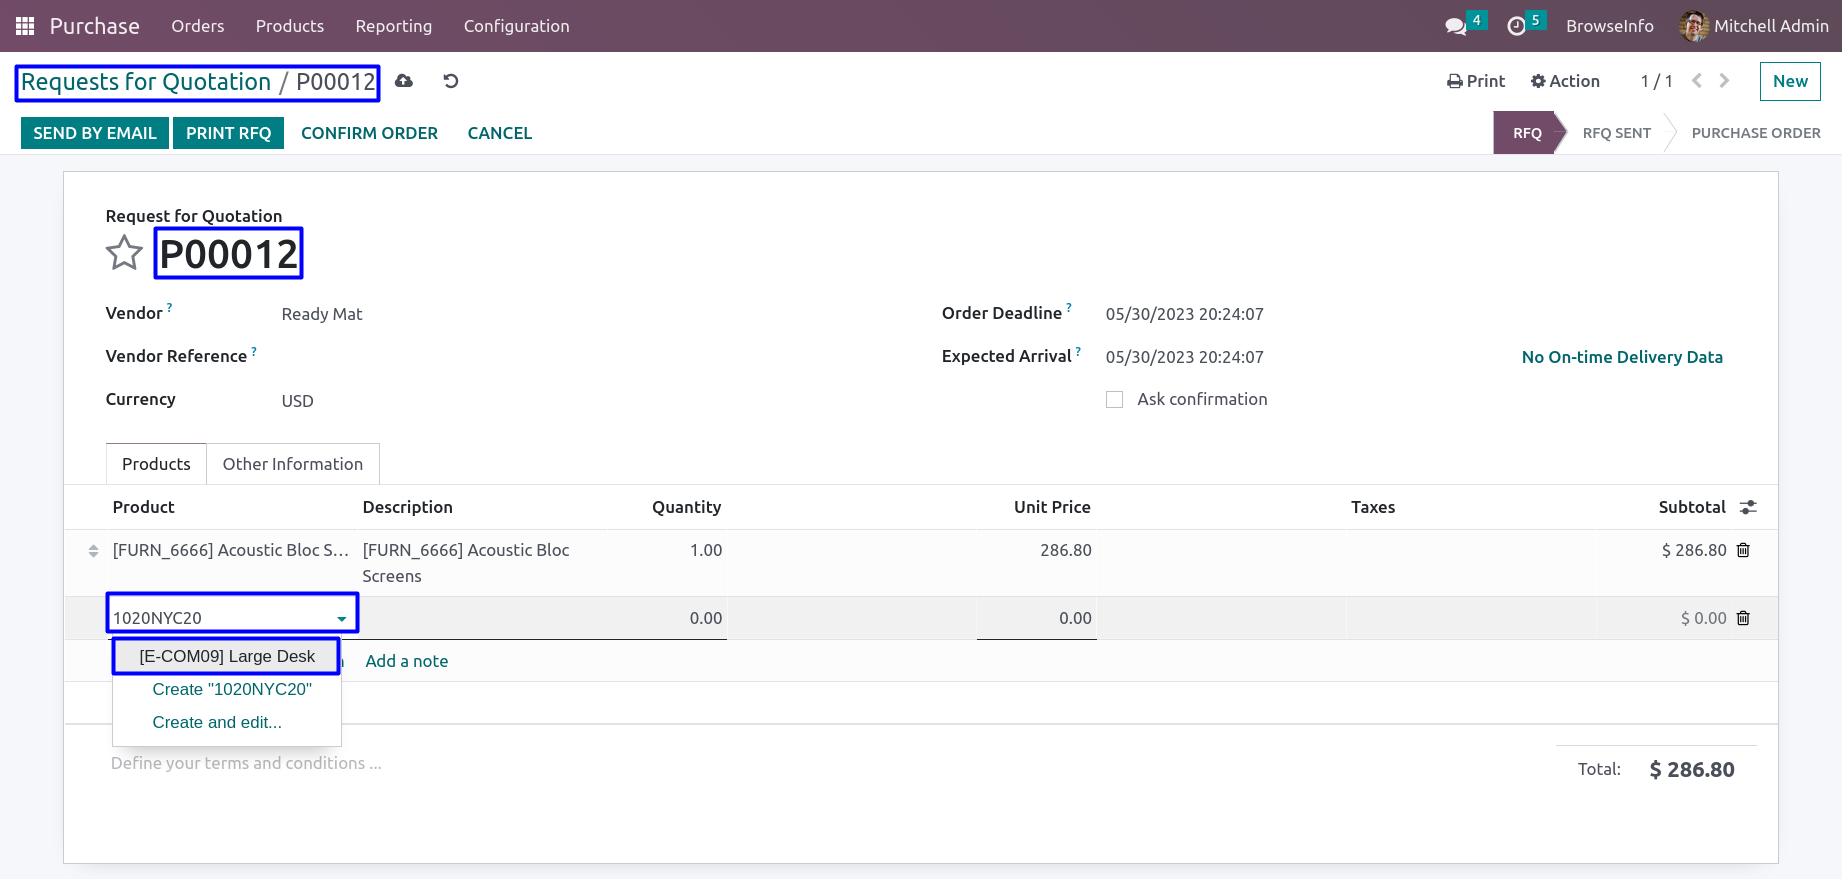 Purchase Orders Products Reporting Configuration 4 5 BrowseInfo Mitchell Admin
Requests for Quotation / P00012 Print Action 1 / 1 New
SEND BY EMAIL PRINT RFQ CONFIRM ORDER CANCEL RFQ RFQ SENT PURCHASE ORDER
Request for Quotation
P00012
Vendor ? Ready Mat Order Deadline ? 05/30/2023 20:24:07
Vendor Reference ? Expected Arrival ? 05/30/2023 20:24:07 No On-time Delivery Data
Currency USD Ask confirmation
Products Other Information
Product Description Quantity Unit Price Taxes Subtotal
[FURN_6666] Acoustic Bloc S... [FURN_6666] Acoustic Bloc 1.00 286.80 $ 286.80
Screens
1020NYC20 0.00 0.00 $ 0.00
[E-COM09] Large Desk Add a note
Create "1020NYC20"
Create and edit...
Define your terms and conditions ...
Total: $ 286.80